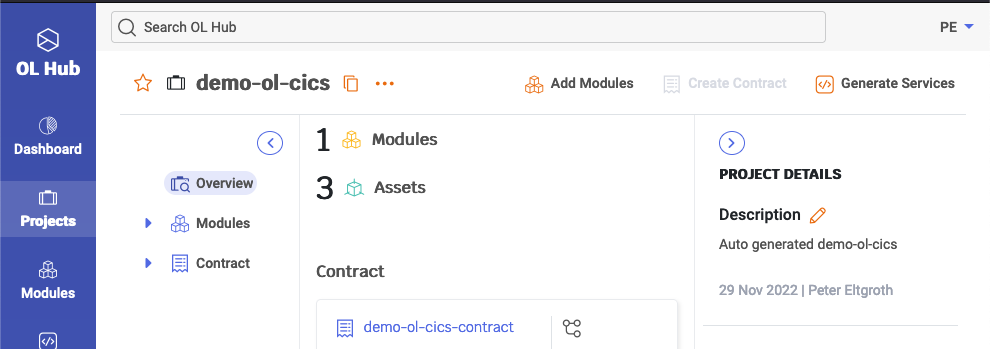 Search OL Hub
PE
OL Hub
demo-ol-cics
Add Modules
Create Contract
Generate Services
Dashboard
Projects
Modules
Overview
Modules
Contract
1 Modules
3 Assets
Contract
demo-ol-cics-contract
PROJECT DETAILS
Description
Auto generated demo-ol-cics
29 Nov 2022 | Peter Eltgroth